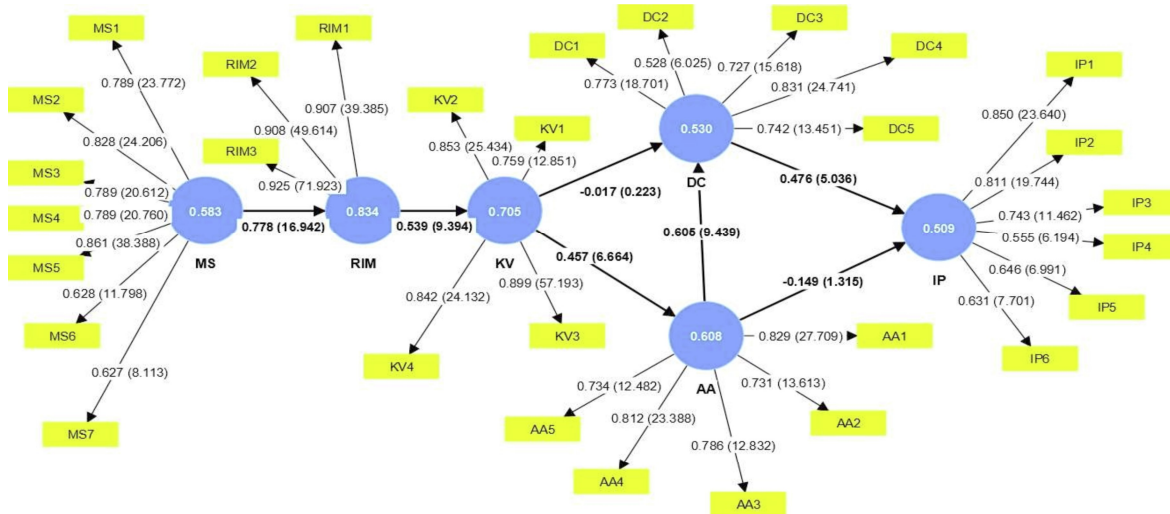 MS1
0.789 (23.772)
MS2
0.828 (24.206)
MS3
0.789 (20.612)
MS4
0.789 (20.760)
0.861 (38.388)
MS5
0.628 (11.798)
MS6
0.627 (8.113)
MS7
0.583
MS
0.778 (16.942)
RIM1
RIM2
0.907 (39.385)
0.908 (49.614)
RIM3
0.925 (71.923)
0.834
RIM
0.539 (9.394)
KV2
KV1
0.853 (25.434)
0.759 (12.851)
0.705
KV
0.842 (24.132)
0.899 (57.193)
KV3
KV4
-0.017 (0.223)
0.457 (6.664)
DC1
DC2
DC3
DC4
0.773 (18.701)
0.528 (6.025)
0.727 (15.618)
0.831 (24.741)
0.742 (13.451)
DC5
0.530
DC
0.605 (9.439)
0.476 (5.036)
-0.149 (1.315)
0.608
AA
0.829 (27.709)
AA1
0.731 (13.613)
AA2
0.786 (12.832)
AA3
0.812 (23.388)
AA4
0.734 (12.482)
AA5
IP1
0.850 (23.640)
IP2
0.811 (19.744)
0.743 (11.462)
IP3
0.555 (6.194)
IP4
0.646 (6.991)
IP5
0.631 (7.701)
IP6
0.509
IP